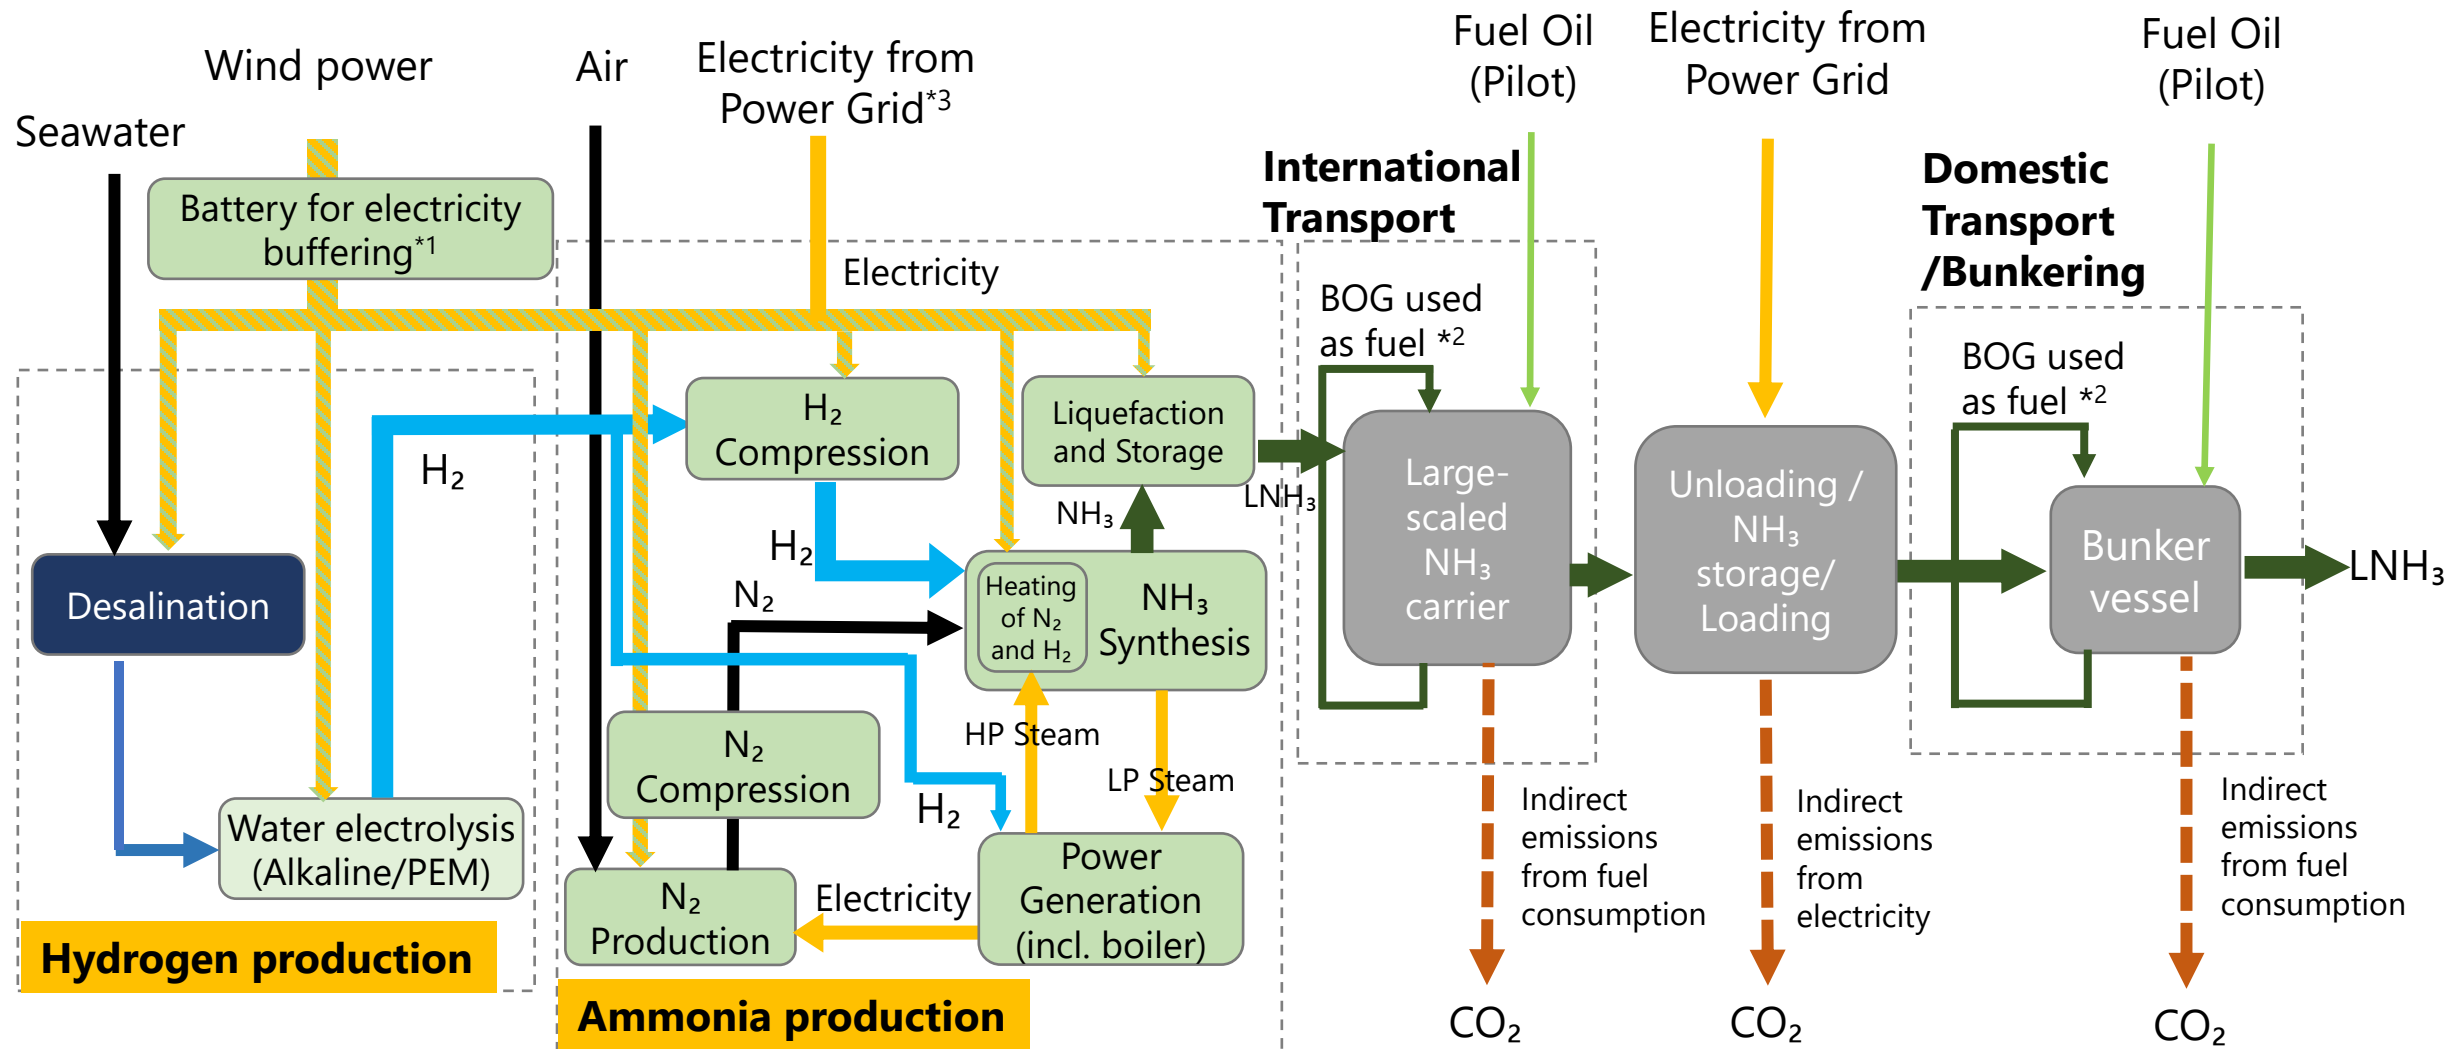 Wind power
Seawater
Air
Electricity from
Power Grid*3
Fuel Oil
(Pilot)
Electricity from
Power Grid
Fuel Oil
(Pilot)
Battery for electricity
buffering*1
Electricity
International
Transport
Domestic
Transport
/Bunkering
BOG used
as fuel *2
BOG used
as fuel *2
H₂
Compression
Liquefaction
and Storage
H₂
H₂
NH₃
LNH₃
Large-
scaled
NH₃
carrier
Unloading /
NH₃
storage/
Loading
Bunker
vessel
LNH₃
Desalination
N₂
Heating
of N₂
and H₂
NH₃
Synthesis
HP Steam
LP Steam
N₂
Compression
H₂
Water electrolysis
(Alkaline/PEM)
N₂
Production
Electricity
Power
Generation
(incl. boiler)
Indirect
emissions
from fuel
consumption
Indirect
emissions
from
electricity
Indirect
emissions
from fuel
consumption
Hydrogen production
Ammonia production
CO₂
CO₂
CO₂